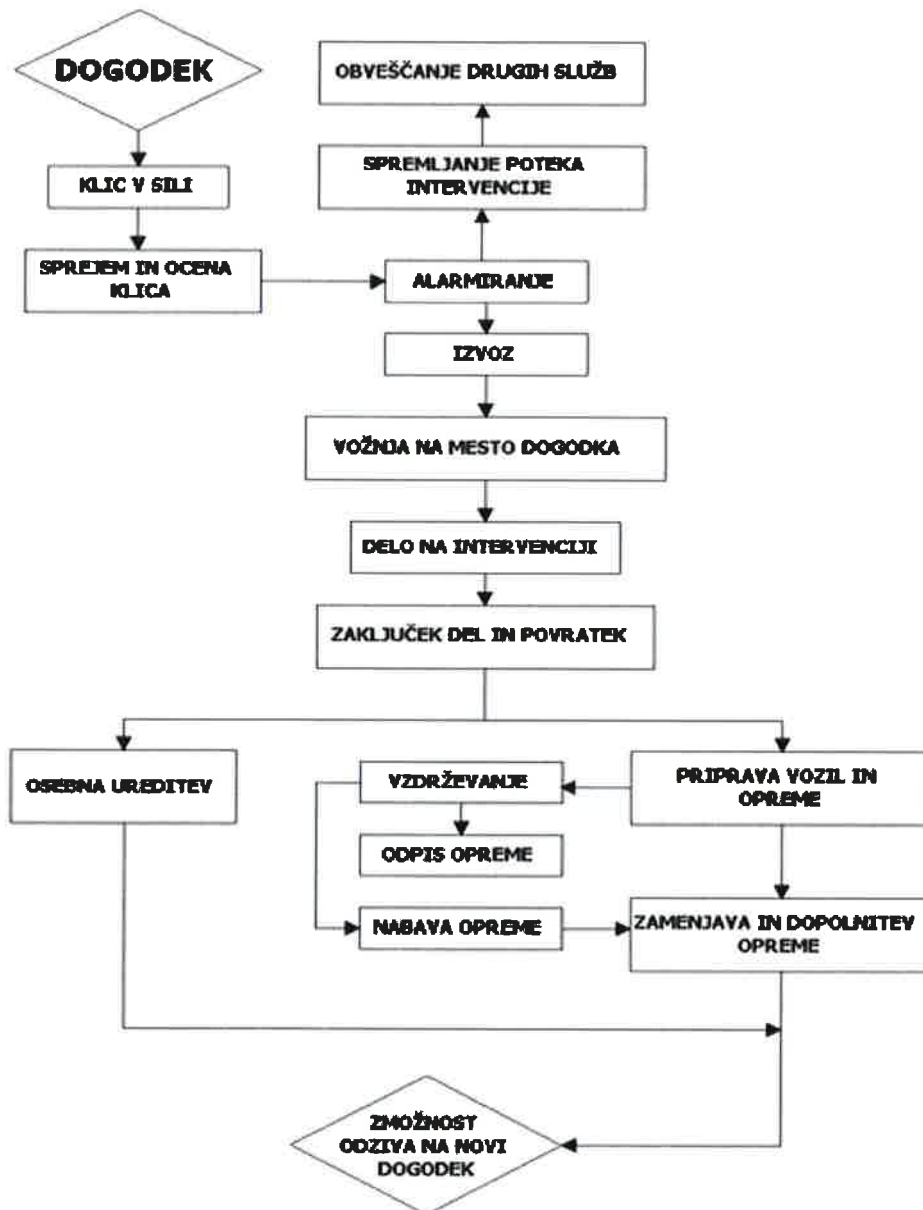 DOGODEK
OBVEŠČANJE DRUGIH SLUŽB
SPREMLJANJE POTEKA
INTERVENCIJE
KLIC V SILI
SPREJEM IN OCENA
KLICA
ALARMIRANJE
IZVOZ
VOŽNJA NA MESTO DOGODKA
DELO NA INTERVENCIJI
ZAKLJUČEK DEL IN POVRATEK
OSEBNA UREDITEV
VZDRŽEVANJE
PRIPRAVA VOZIL IN
OPREME
ODPIS OPREME
NABAVA OPREME
ZAMENJAVA IN DOPOLNITEV
OPREME
ZMOŽNOST
ODZIVA NA NOVI
DOGODEK